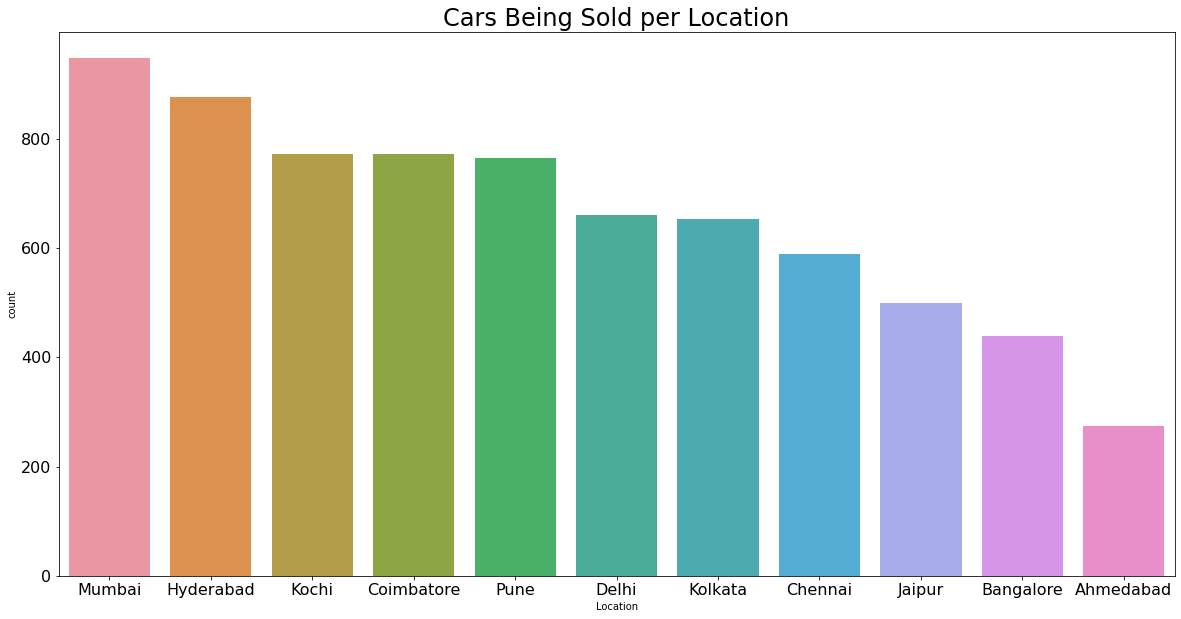 Cars Being Sold per Location
800
600
400
200
0
count
Mumbai Hyderabad Kochi Coimbatore Pune Delhi Kolkata Chennai Jaipur Bangalore Ahmedabad
Location